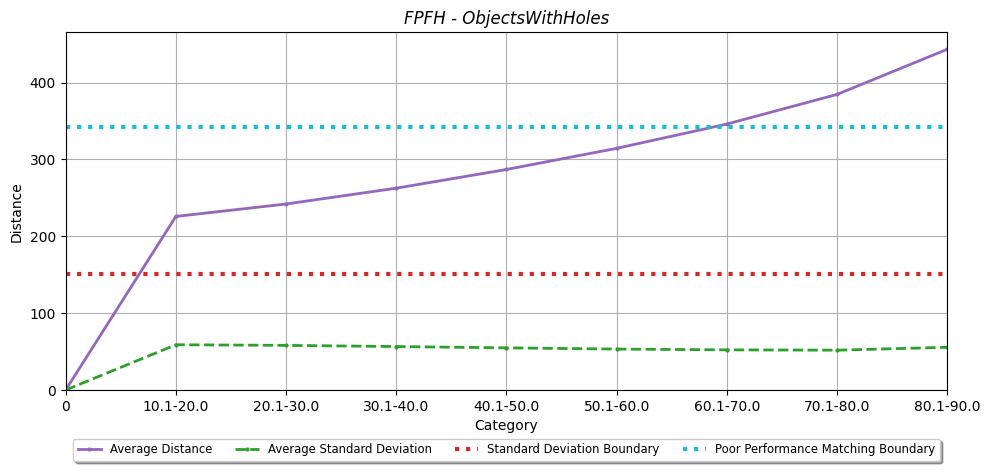 FPFH - ObjectsWithHoles
400
300
200
100
0
Distance
0 10.1-20.0 20.1-30.0 30.1-40.0 40.1-50.0 50.1-60.0 60.1-70.0 70.1-80.0 80.1-90.0
Category
Average Distance Average Standard Deviation Standard Deviation Boundary Poor Performance Matching Boundary